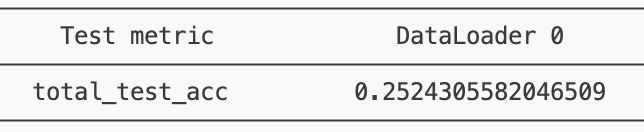 Test metric DataLoader 0
total_test_acc 0.2524305582046509